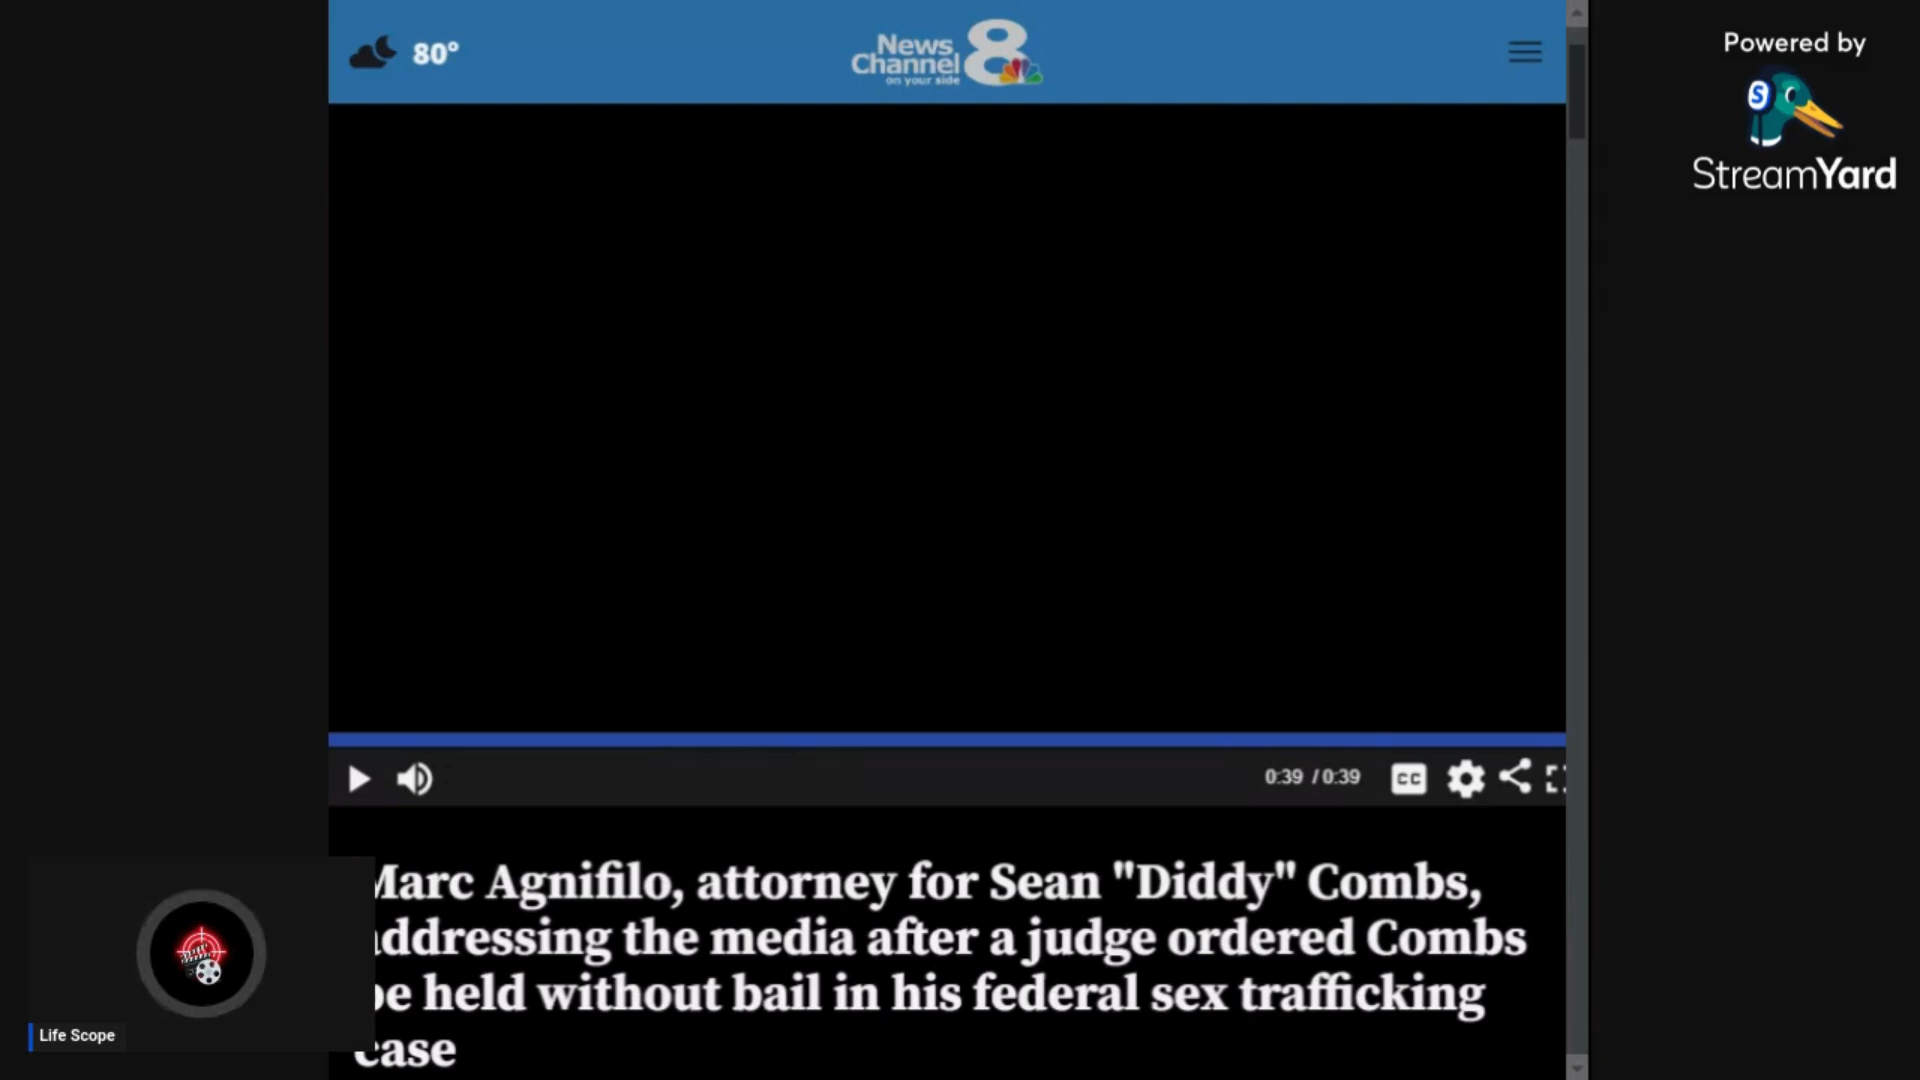 80°
News
Channel 8
on your side
Powered by
S
StreamYard
0:39 / 0:39
CC
Marc Agnifilo, attorney for Sean "Diddy" Combs,
addressing the media after a judge ordered Combs
be held without bail in his federal sex trafficking
case
Life Scope